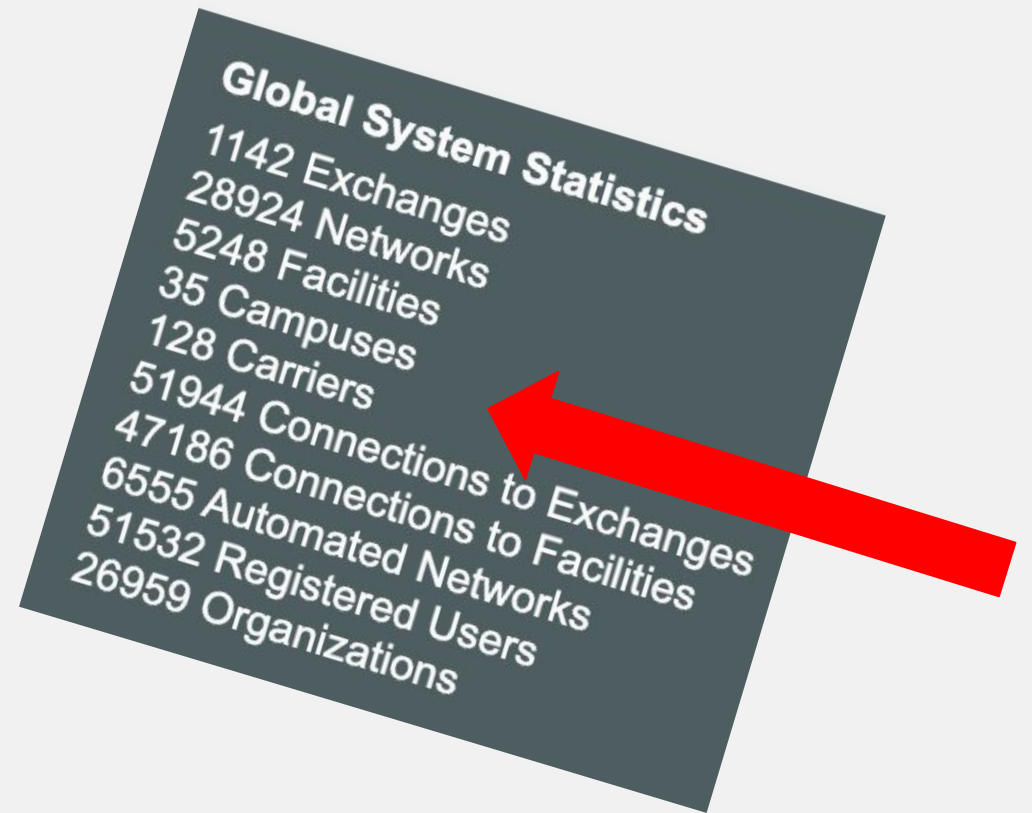 Global System Statistics
1142 Exchanges
28924 Networks
5248 Facilities
35 Campuses
128 Carriers
51944 Connections to Exchanges
47186 Connections to Facilities
6555 Automated Networks
51532 Registered Users
26959 Organizations